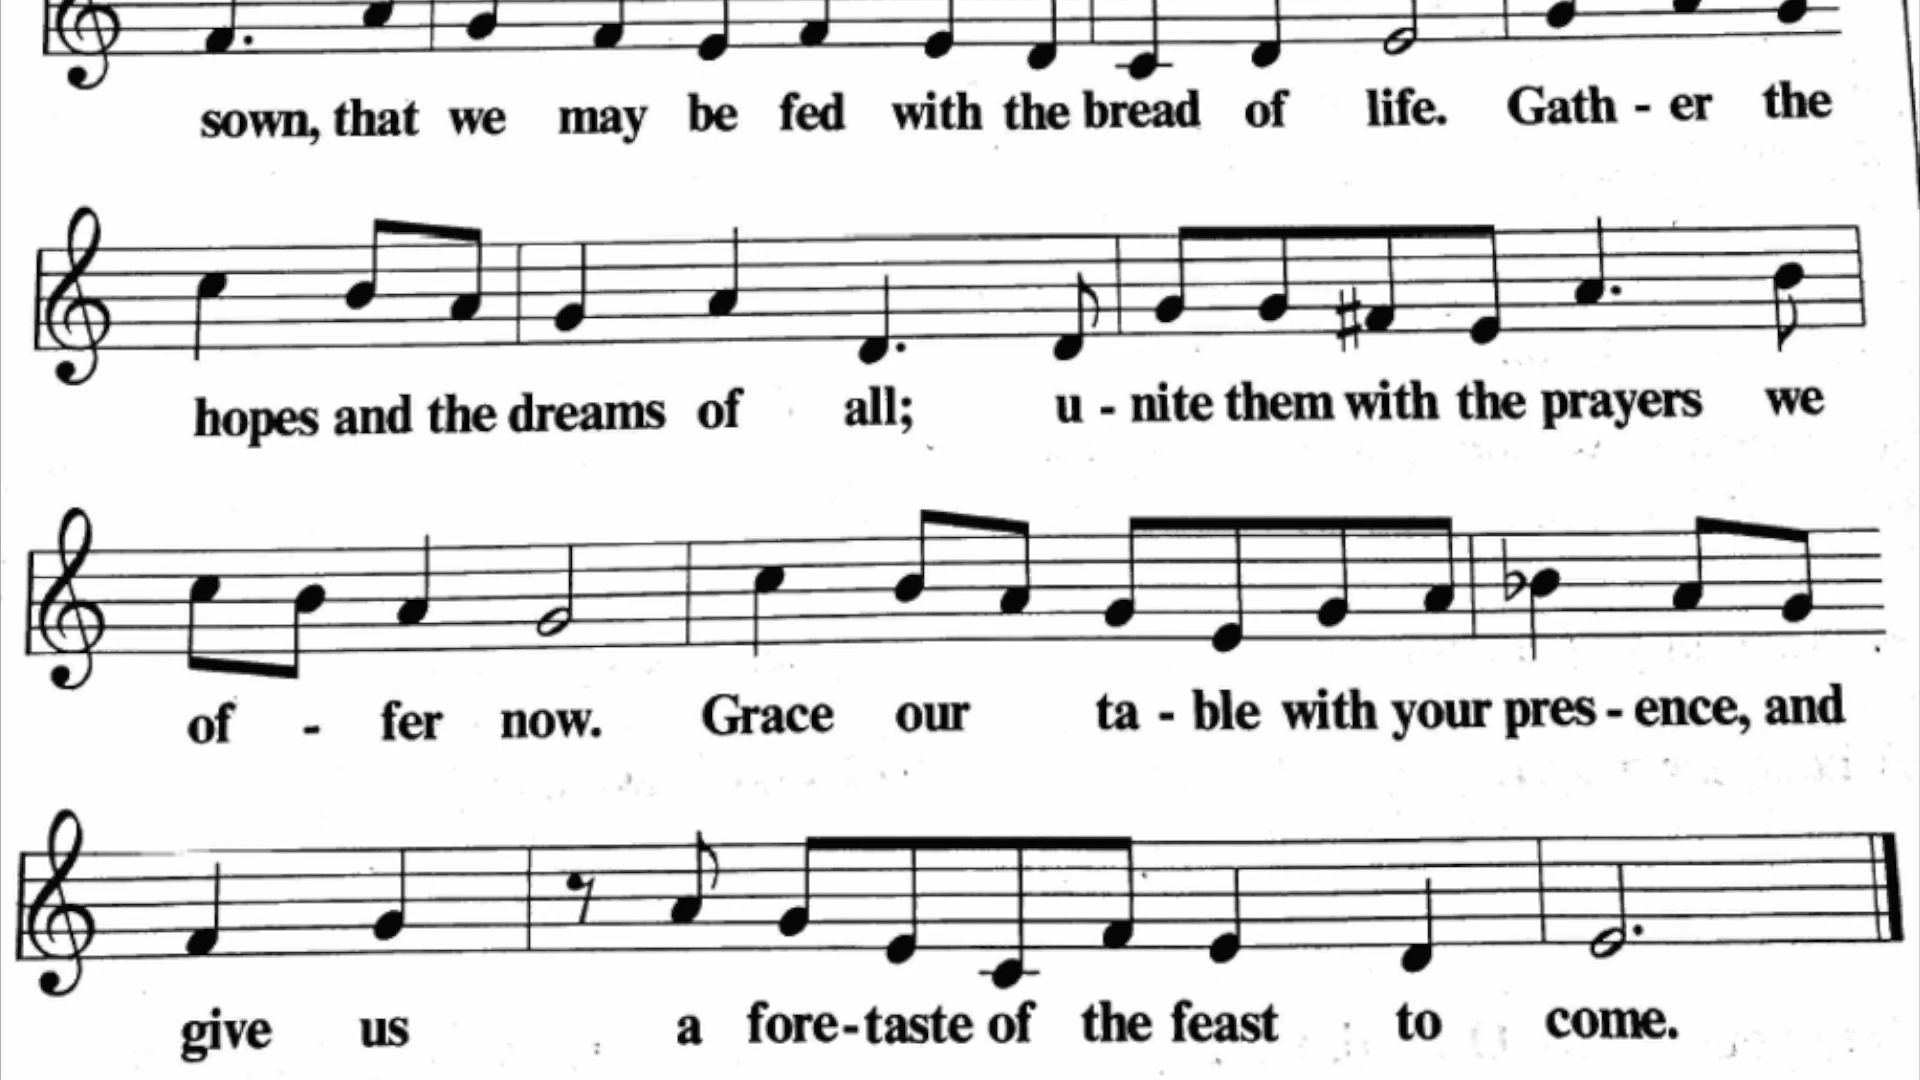 sown, that we may be fed with the bread of life. Gath - er the
hopes and the dreams of all; u - nite them with the prayers we
of - fer now. Grace our ta - ble with your pres - ence, and
give us a fore - taste of the feast to come.